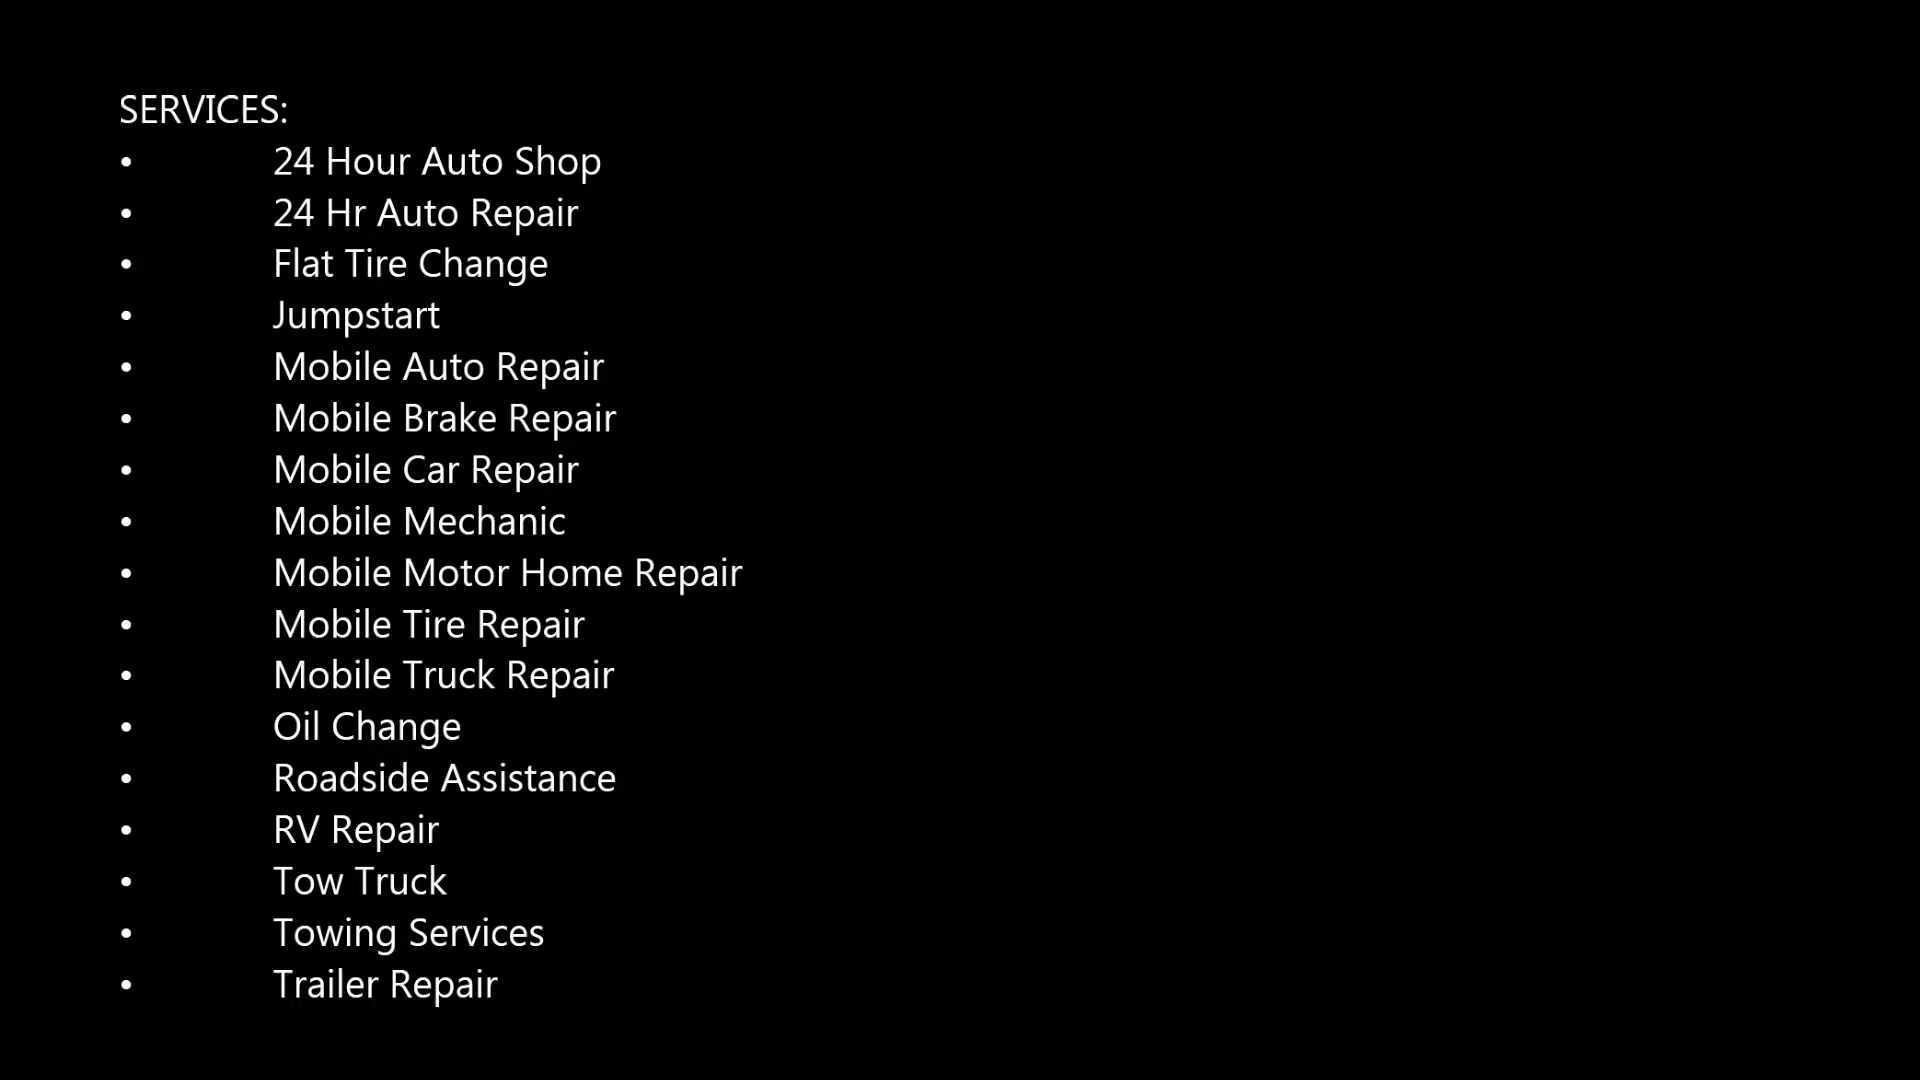 SERVICES:
• 24 Hour Auto Shop
• 24 Hr Auto Repair
• Flat Tire Change
• Jumpstart
• Mobile Auto Repair
• Mobile Brake Repair
• Mobile Car Repair
• Mobile Mechanic
• Mobile Motor Home Repair
• Mobile Tire Repair
• Mobile Truck Repair
• Oil Change
• Roadside Assistance
• RV Repair
• Tow Truck
• Towing Services
• Trailer Repair